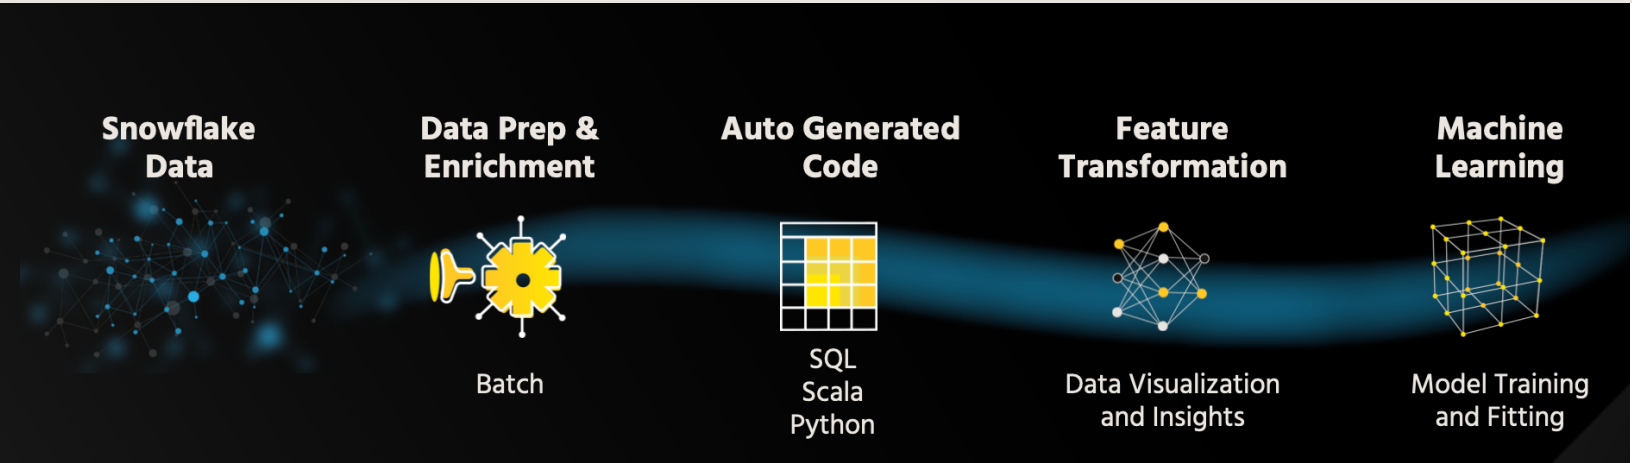 Snowflake
Data
Data Prep &
Enrichment
Batch
Auto Generated
Code
SQL
Scala
Python
Feature
Transformation
Data Visualization
and Insights
Machine
Learning
Model Training
and Fitting